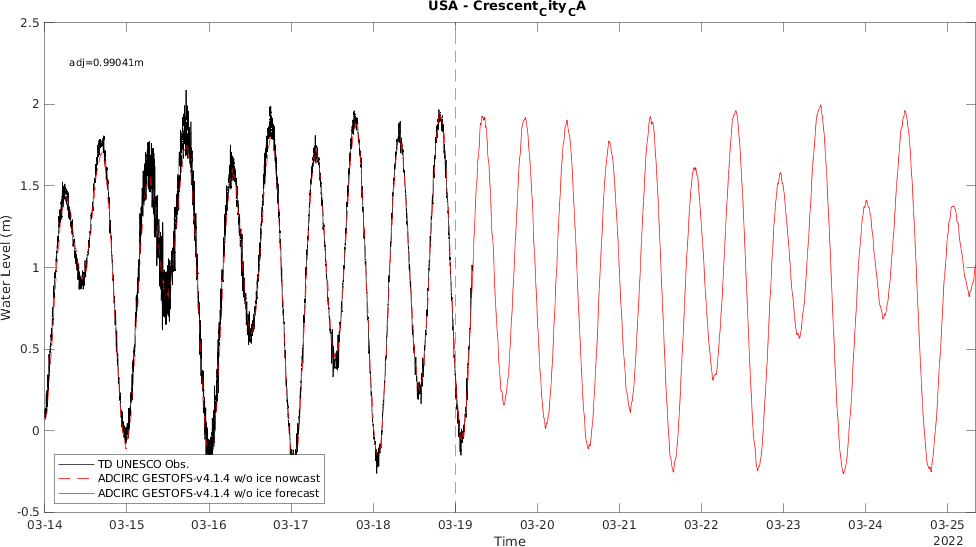 USA - CrescentCityCA
2.5
adj=0.99041m
2
1.5
1
0.5
0
-0.5
Water Level (m)
TD UNESCO Obs.
ADCIRC GESTOFS-v4.1.4 w/o ice nowcast
ADCIRC GESTOFS-v4.1.4 w/o ice forecast
03-14 03-15 03-16 03-17 03-18 03-19 03-20 03-21 03-22 03-23 03-24 03-25
Time
2022